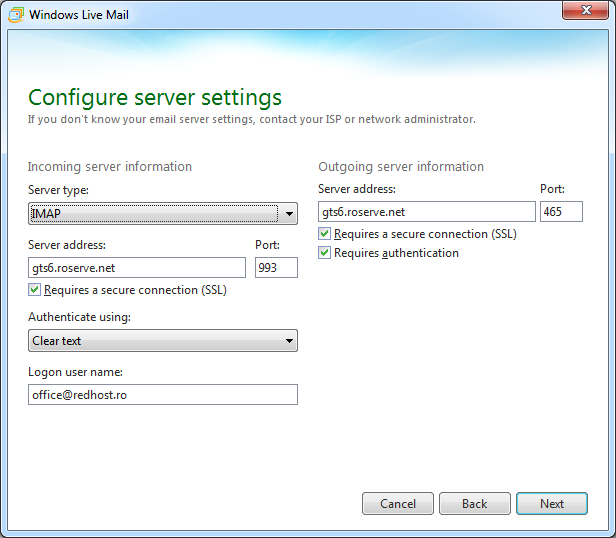 Windows Live Mail
Configure server settings
If you don't know your email server settings, contact your ISP or network administrator.
Incoming server information
Server type:
IMAP
Server address: Port:
gts6.roserve.net 993
Requires a secure connection (SSL)
Authenticate using:
Clear text
Logon user name:
office@redhost.ro
Outgoing server information
Server address: Port:
gts6.roserve.net 465
Requires a secure connection (SSL)
Requires authentication
Cancel Back Next